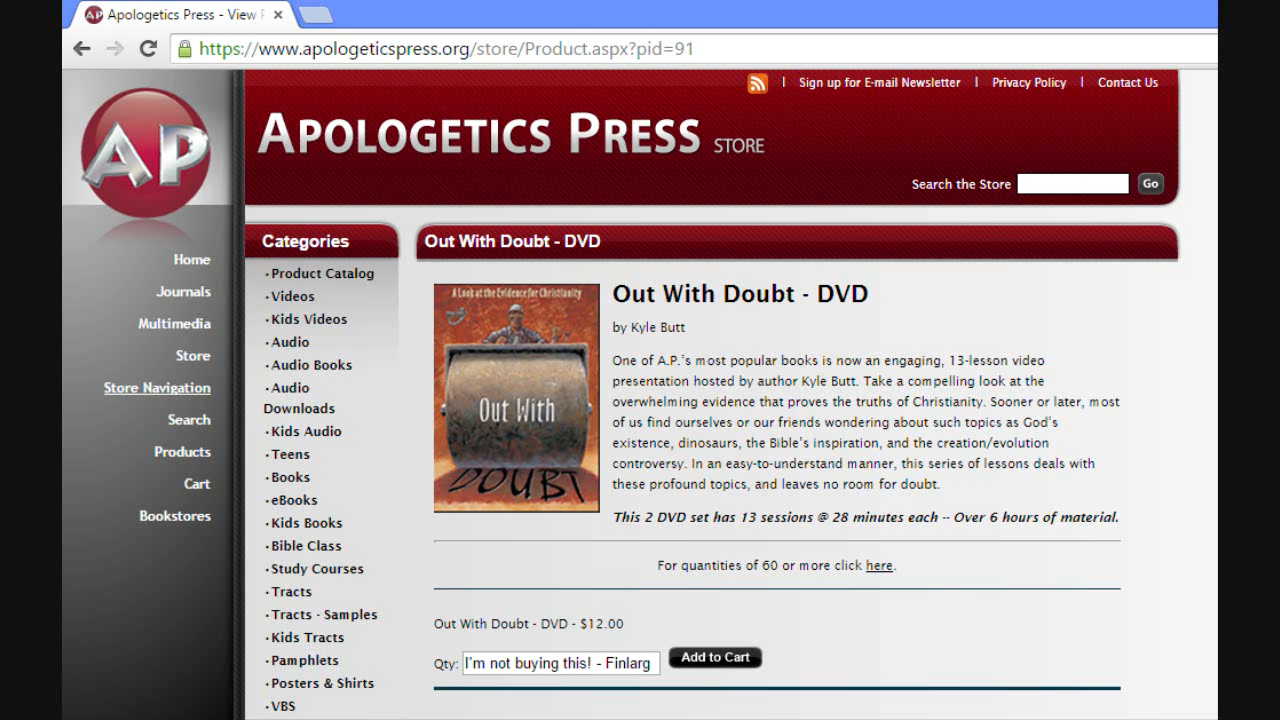 Apologetics Press - View P
https://www.apologeticspress.org/store/Product.aspx?pid=91
AP
Sign up for E-mail Newsletter | Privacy Policy | Contact Us
APOLOGETICS PRESS STORE
Search the Store Go
Home
Journals
Multimedia
Store
Store Navigation
Search
Products
Cart
Bookstores
Categories
·Product Catalog
·Videos
·Kids Videos
·Audio
·Audio Books
·Audio
Downloads
·Kids Audio
·Teens
·Books
·eBooks
·Kids Books
·Bible Class
·Study Courses
·Tracts
·Tracts - Samples
·Kids Tracts
·Pamphlets
·Posters & Shirts
·VBS
Out With Doubt - DVD
A Look at the Evidence for Christianity
Out With
DOUBT
Out With Doubt - DVD
by Kyle Butt
One of A.P.’s most popular books is now an engaging, 13-lesson video
presentation hosted by author Kyle Butt. Take a compelling look at the
overwhelming evidence that proves the truths of Christianity. Sooner or later, most
of us find ourselves or our friends wondering about such topics as God’s
existence, dinosaurs, the Bible’s inspiration, and the creation/evolution
controversy. In an easy-to-understand manner, this series of lessons deals with
these profound topics, and leaves no room for doubt.
This 2 DVD set has 13 sessions @ 28 minutes each -- Over 6 hours of material.
For quantities of 60 or more click here.
Out With Doubt - DVD - $12.00
Qty: I'm not buying this! - Finlarg Add to Cart